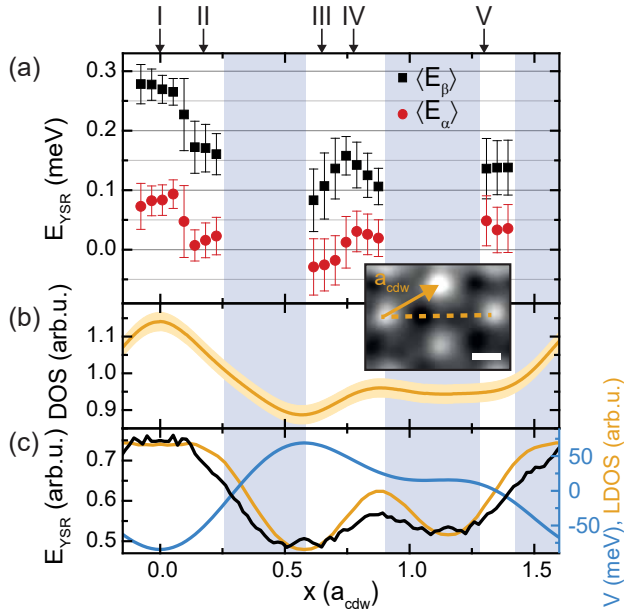 I II III IV V
(a)
⟨E_β⟩
⟨E_α⟩
E_YSR (meV)
0.3
0.2
0.1
0.0
a_cdw
(b)
DOS (arb.u.)
1.1
1.0
0.9
(c)
E_YSR (arb.u.)
0.7
0.6
0.5
50
0
-50
V (meV), LDOS (arb.u.)
0.0 0.5 1.0 1.5
x (a_cdw)